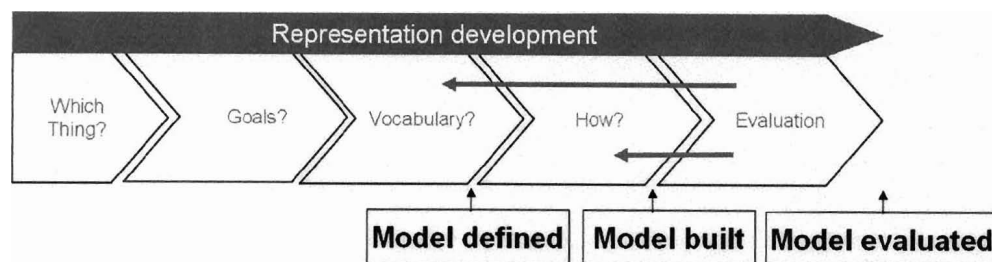 Representation development
Which
Thing?
Goals?
Vocabulary?
How?
Evaluation
Model defined
Model built
Model evaluated